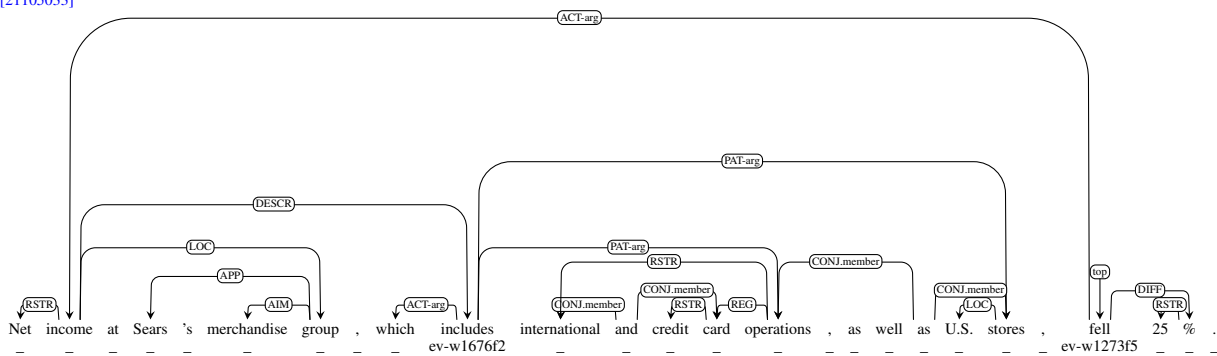 [21105055]
ACT-arg
PAT-arg
DESCR
LOC PAT-arg
RSTR CONJ.member
APP top
CONJ.member CONJ.member DIFF
RSTR AIM ACT-arg CONJ.member RSTR REG LOC RSTR
Net income at Sears 's merchandise group , which includes international and credit card operations , as well as U.S. stores , fell 25 % .
_ _ _ _ _ _ _ _ _ ev-w1676f2 _ _ _ _ _ _ _ _ _ _ _ _ ev-w1273f5 _ _ _